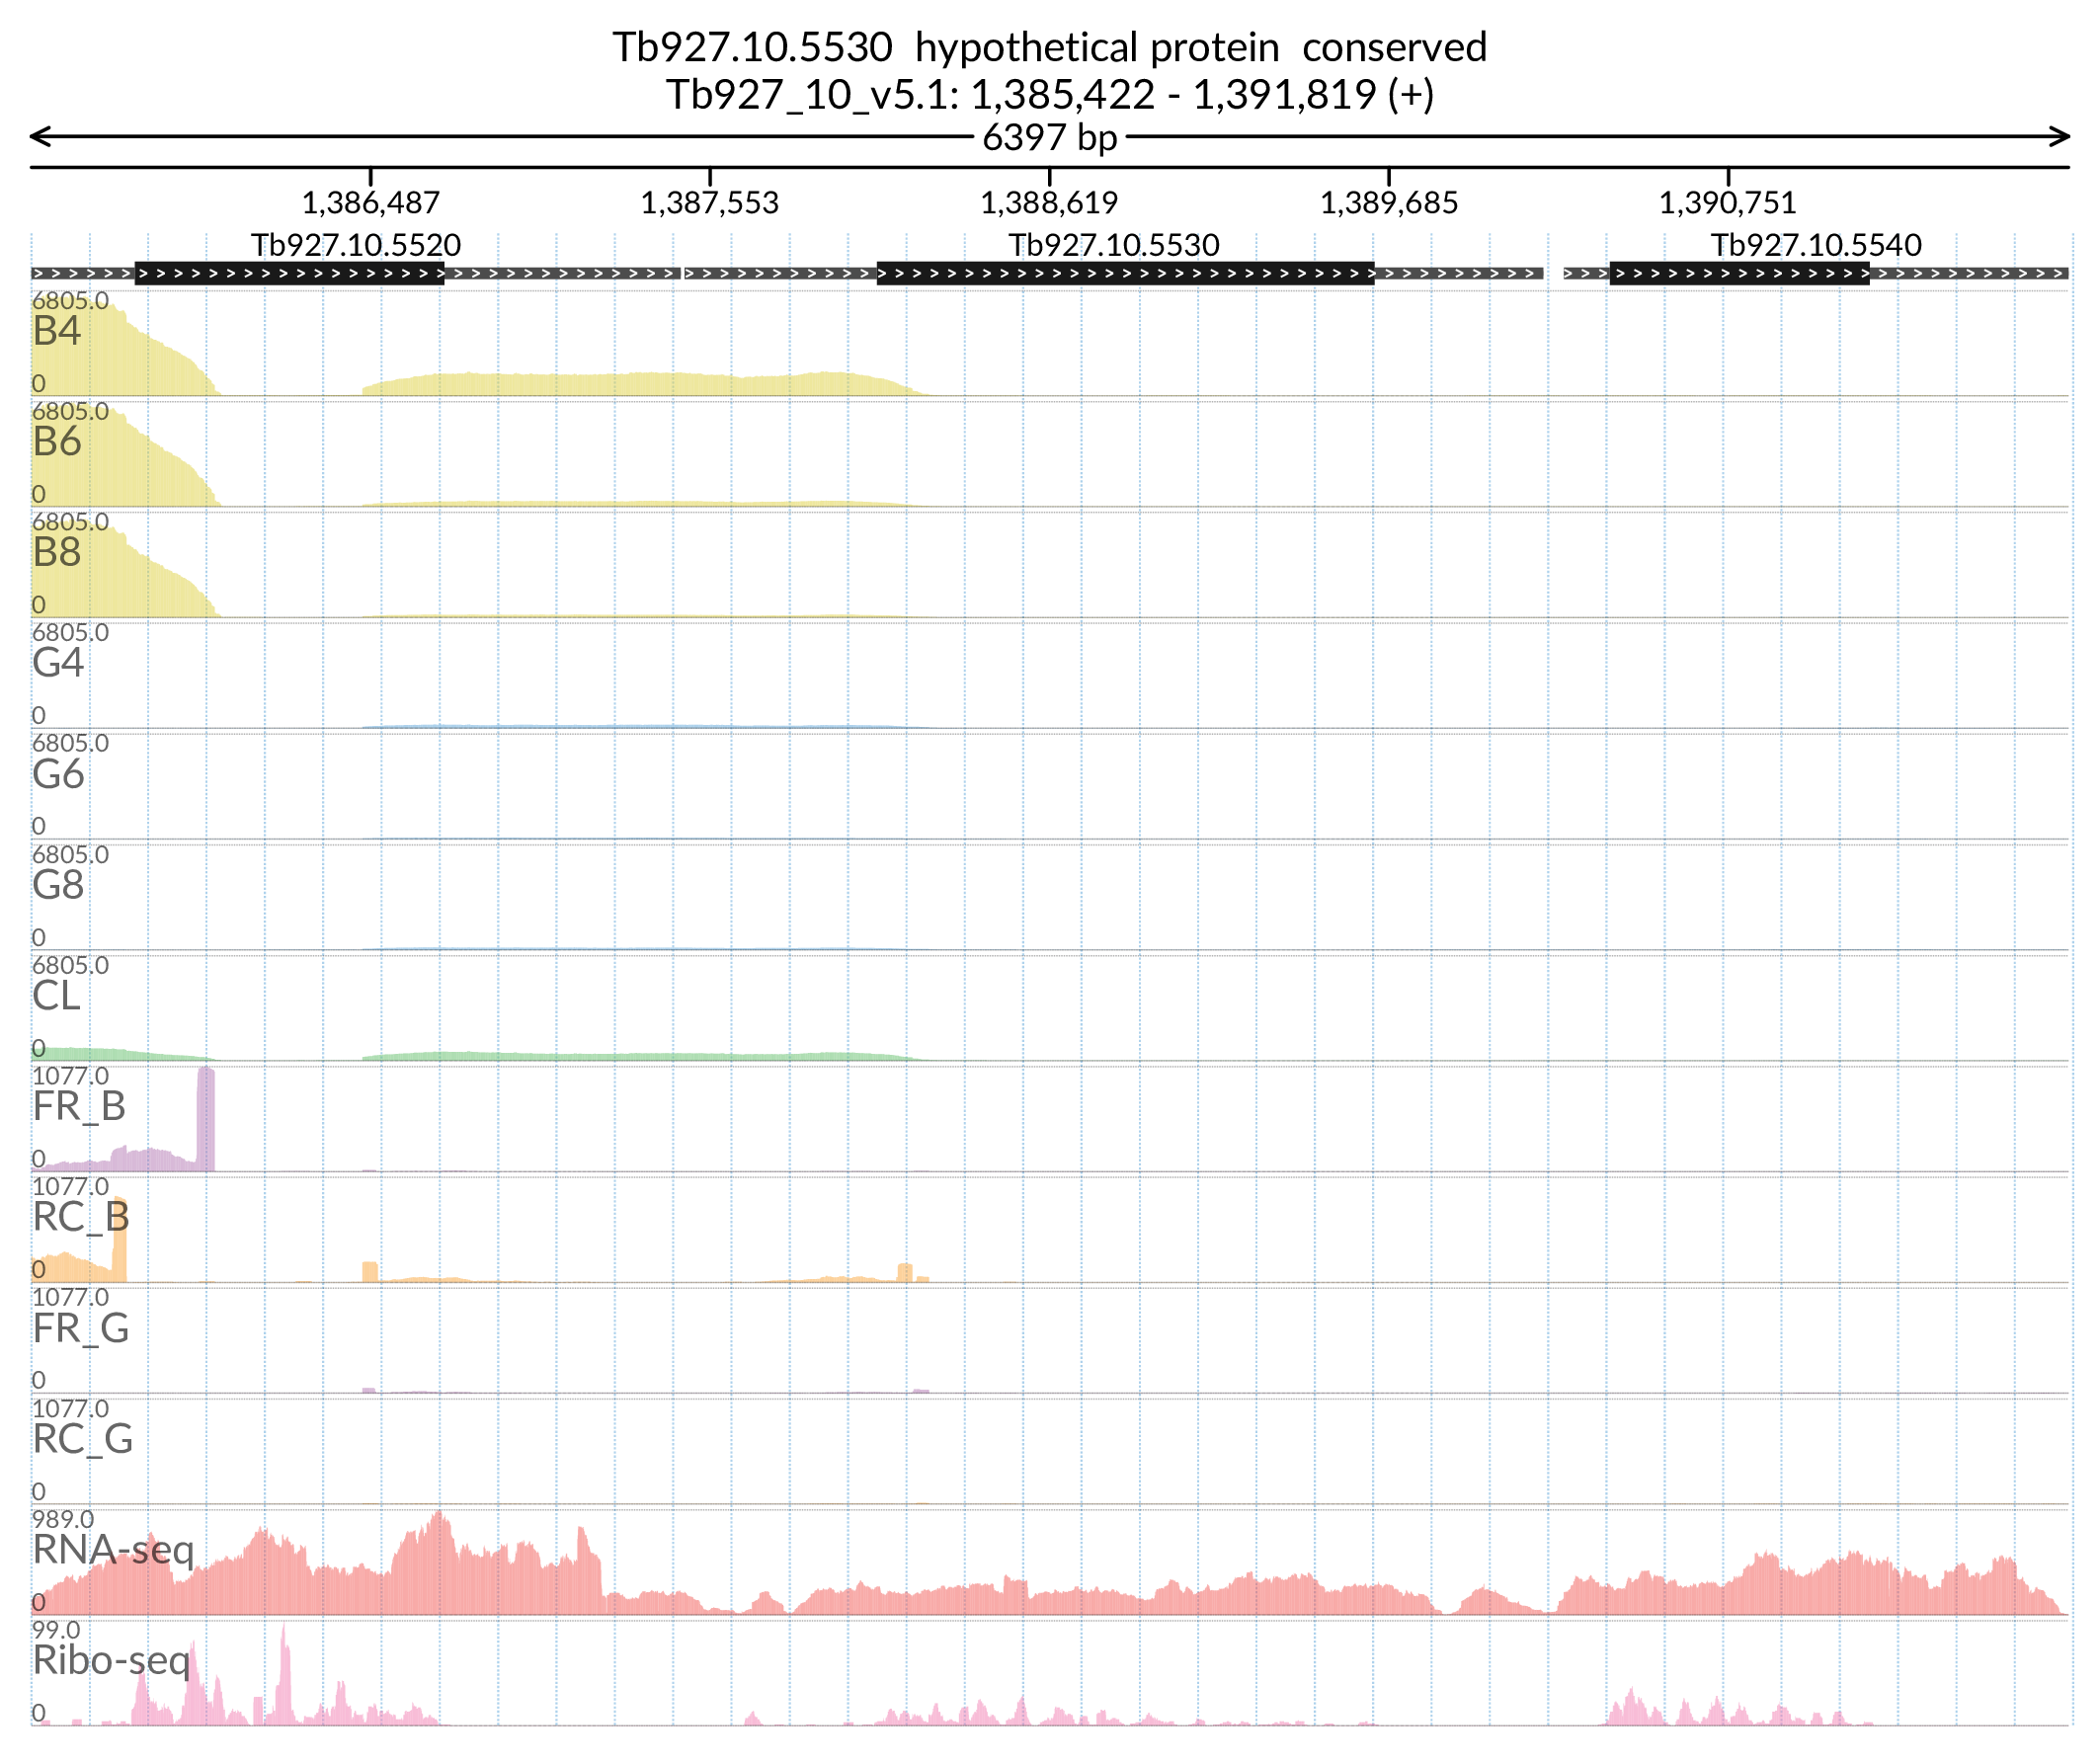 Tb927.10.5530 hypothetical protein conserved
Tb927_10_v5.1: 1,385,422 - 1,391,819 (+)
6397 bp
1,386,487 1,387,553 1,388,619 1,389,685 1,390,751
Tb927.10.5520 Tb927.10.5530 Tb927.10.5540
6805.0
B4
0
6805.0
B6
0
6805.0
B8
0
6805.0
G4
0
6805.0
G6
0
6805.0
G8
0
6805.0
CL
0
1077.0
FR_B
0
1077.0
RC_B
0
1077.0
FR_G
0
1077.0
RC_G
0
989.0
RNA-seq
0
99.0
Ribo-seq
0